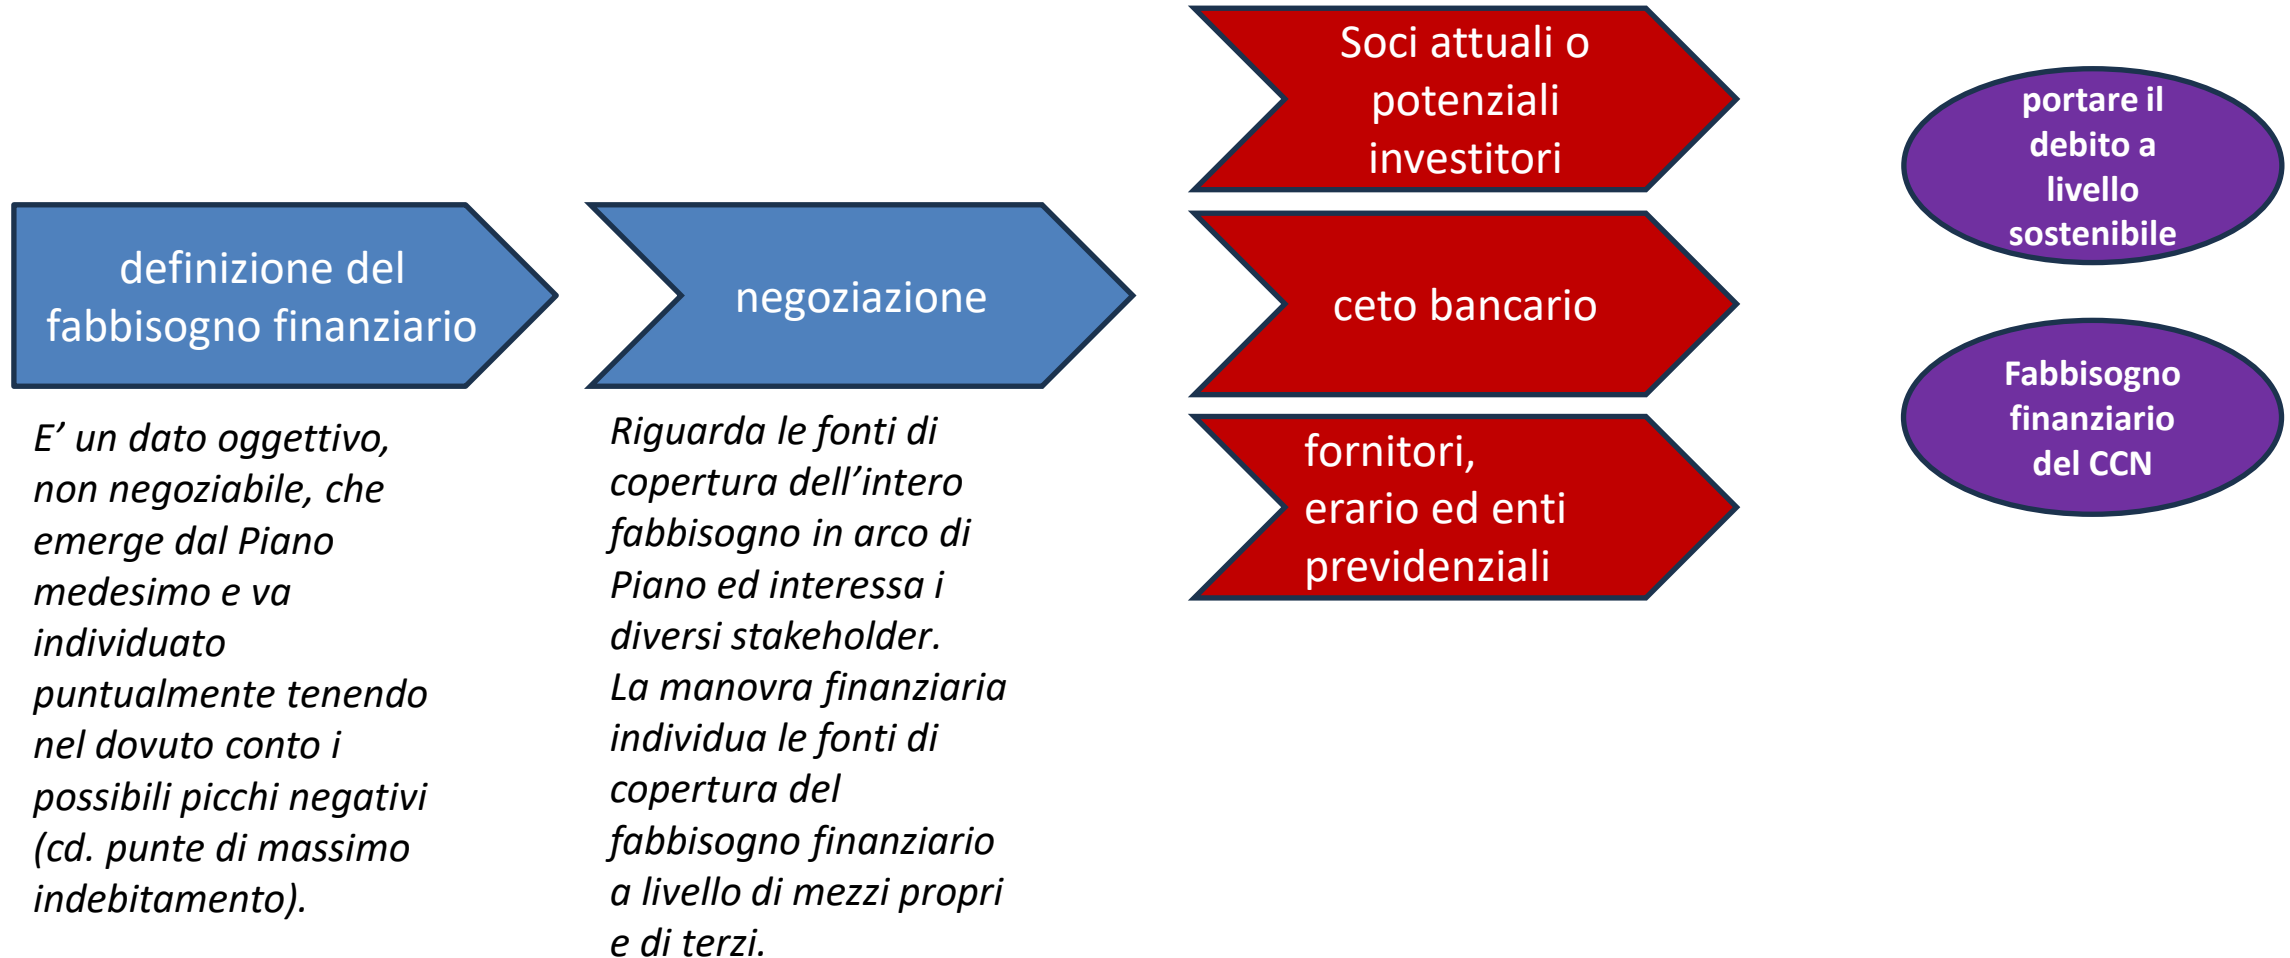 definizione del
fabbisogno finanziario
E’ un dato oggettivo,
non negoziabile, che
emerge dal Piano
medesimo e va
individuato
puntualmente tenendo
nel dovuto conto i
possibili picchi negativi
(cd. punte di massimo
indebitamento).
negoziazione
Riguarda le fonti di
copertura dell’intero
fabbisogno in arco di
Piano ed interessa i
diversi stakeholder.
La manovra finanziaria
individua le fonti di
copertura del
fabbisogno finanziario
a livello di mezzi propri
e di terzi.
Soci attuali o
potenziali
investitori
ceto bancario
fornitori,
erario ed enti
previdenziali
portare il
debito a
livello
sostenibile
Fabbisogno
finanziario
del CCN